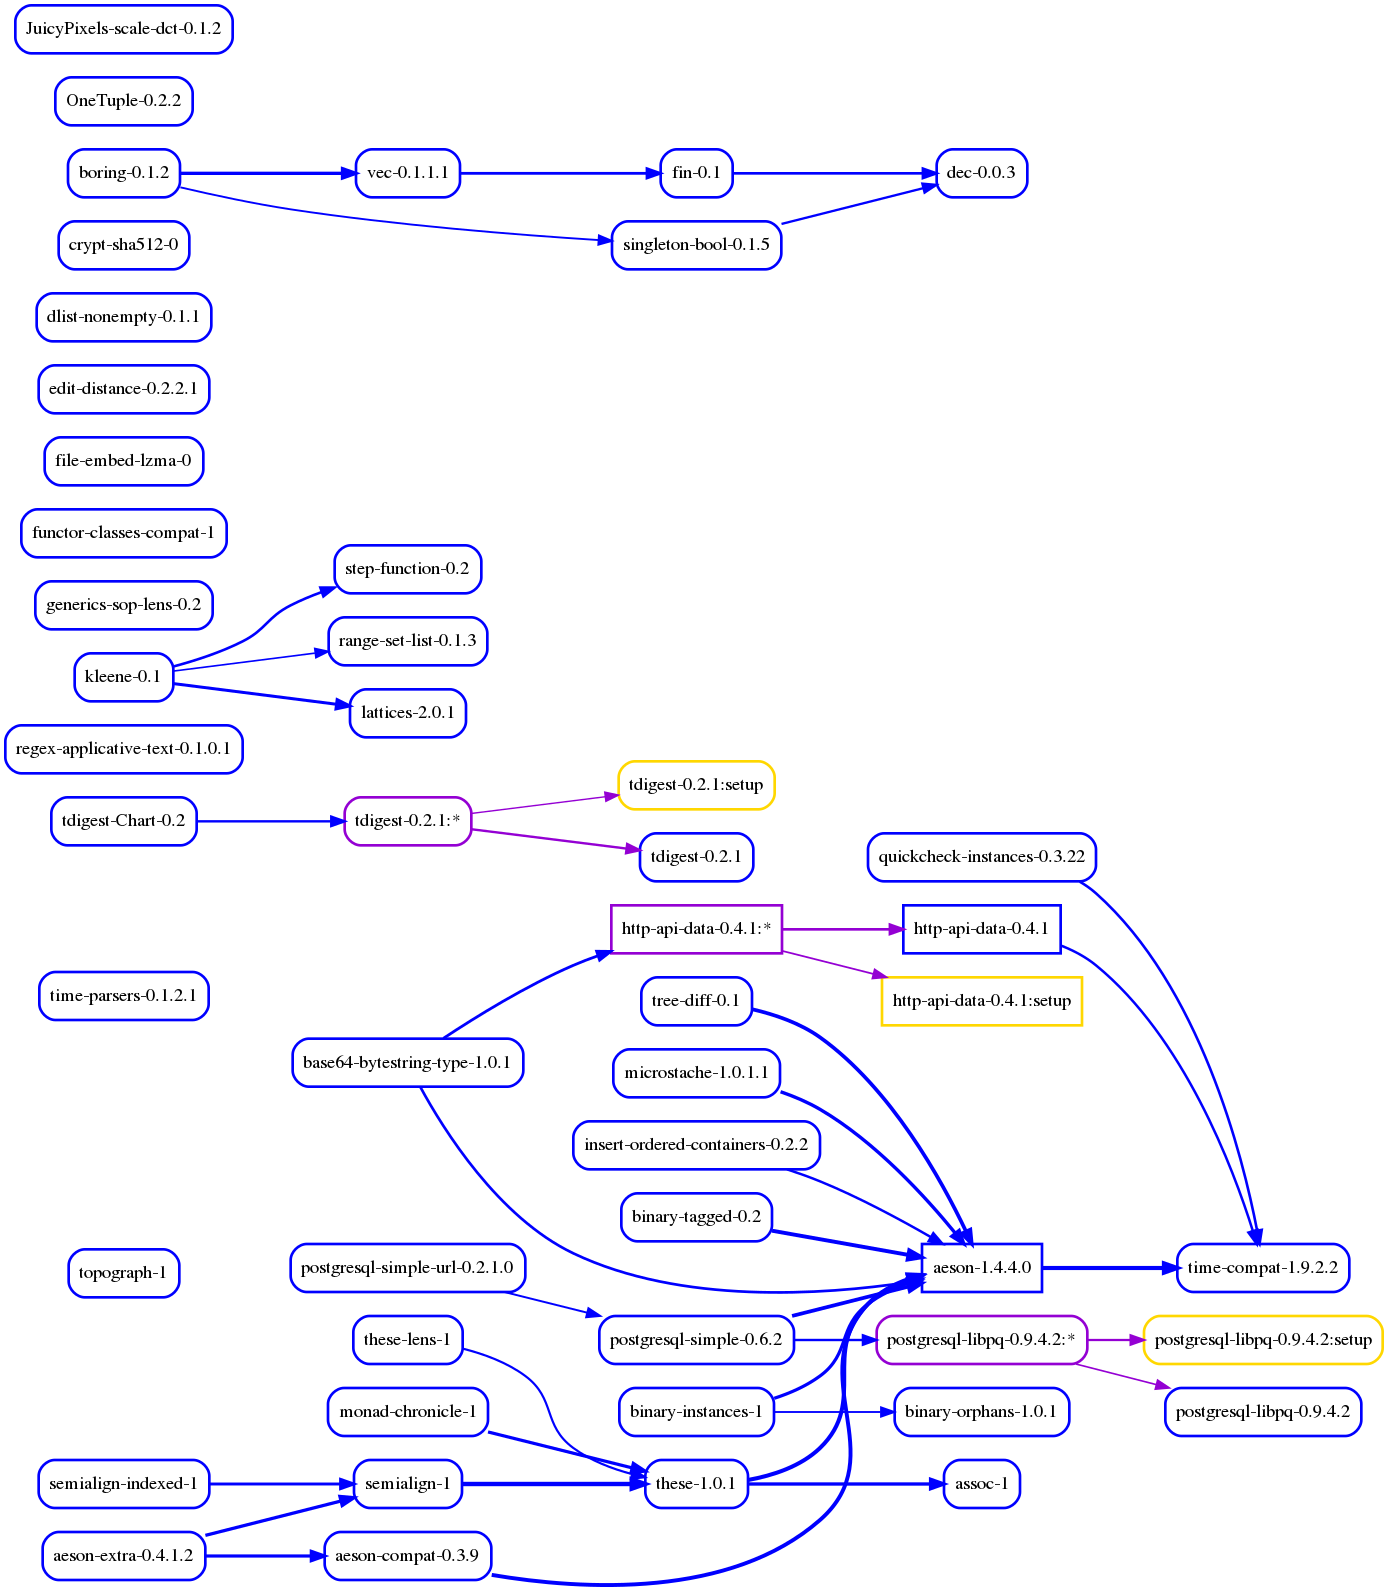 JuicyPixels-scale-dct-0.1.2
OneTuple-0.2.2
boring-0.1.2
vec-0.1.1.1
fin-0.1
dec-0.0.3
crypt-sha512-0
singleton-bool-0.1.5
dlist-nonempty-0.1.1
edit-distance-0.2.2.1
file-embed-lzma-0
functor-classes-compat-1
step-function-0.2
generics-sop-lens-0.2
range-set-list-0.1.3
kleene-0.1
lattices-2.0.1
regex-applicative-text-0.1.0.1
tdigest-0.2.1:setup
tdigest-Chart-0.2
tdigest-0.2.1:*
tdigest-0.2.1
quickcheck-instances-0.3.22
http-api-data-0.4.1:*
http-api-data-0.4.1
time-parsers-0.1.2.1
tree-diff-0.1
http-api-data-0.4.1:setup
base64-bytestring-type-1.0.1
microstache-1.0.1.1
insert-ordered-containers-0.2.2
binary-tagged-0.2
topograph-1
postgresql-simple-url-0.2.1.0
aeson-1.4.4.0
time-compat-1.9.2.2
these-lens-1
postgresql-simple-0.6.2
postgresql-libpq-0.9.4.2:*
postgresql-libpq-0.9.4.2:setup
monad-chronicle-1
binary-instances-1
binary-orphans-1.0.1
postgresql-libpq-0.9.4.2
semialign-indexed-1
semialign-1
these-1.0.1
assoc-1
aeson-extra-0.4.1.2
aeson-compat-0.3.9